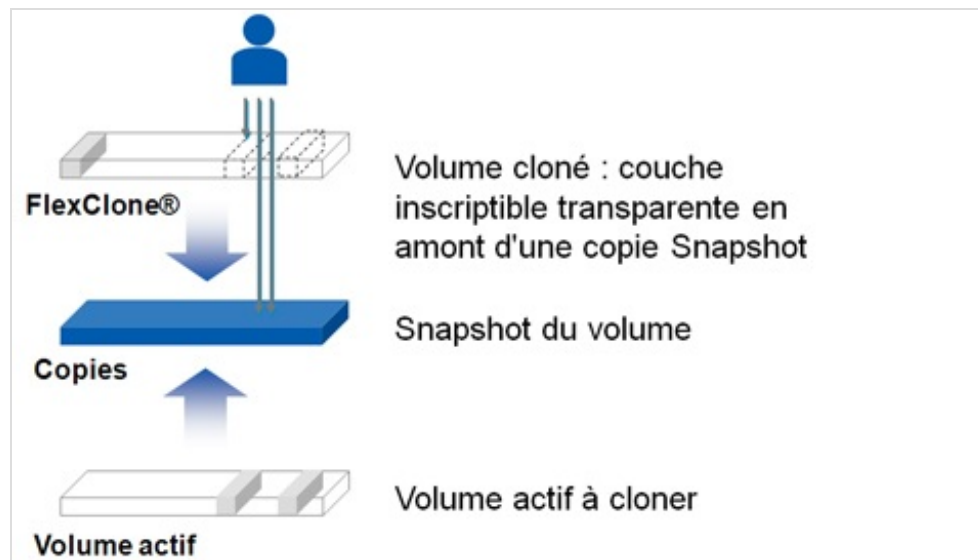 FlexClone®
Volume cloné : couche
inscriptible transparente en
amont d'une copie Snapshot
Copies
Snapshot du volume
Volume actif
Volume actif à cloner